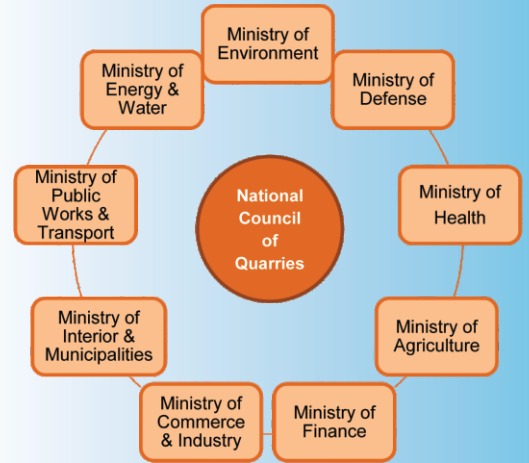 Ministry of
Environment
Ministry of
Defense
Ministry of
Health
Ministry of
Agriculture
Ministry of
Finance
Ministry of
Commerce
& Industry
Ministry of
Interior &
Municipalities
Ministry of
Public
Works &
Transport
Ministry of
Energy &
Water
National
Council
of
Quarries